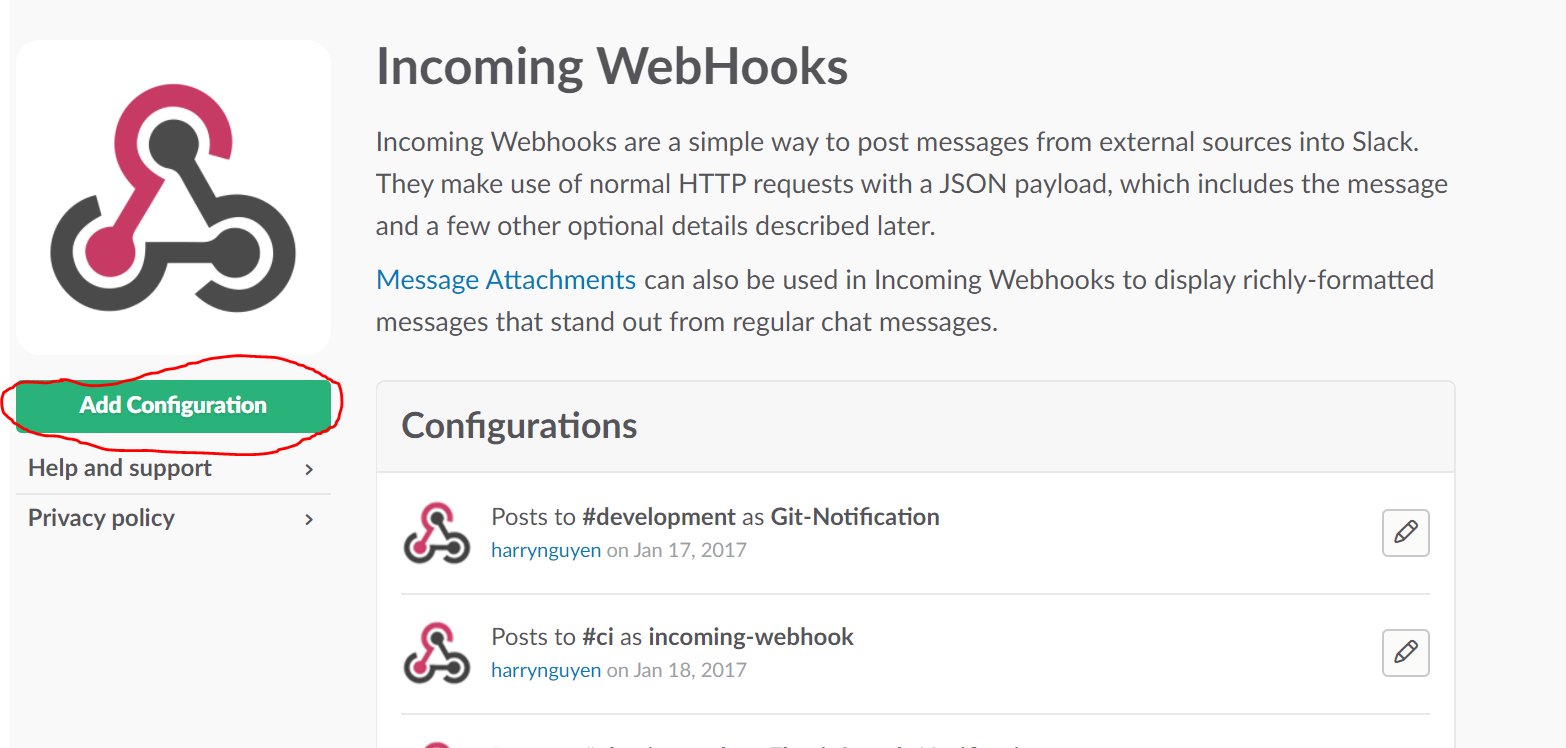 Incoming WebHooks
Incoming Webhooks are a simple way to post messages from external sources into Slack.
They make use of normal HTTP requests with a JSON payload, which includes the message
and a few other optional details described later.
Message Attachments can also be used in Incoming Webhooks to display richly-formatted
messages that stand out from regular chat messages.
Add Configuration
Help and support
Privacy policy
Configurations
Posts to #development as Git-Notification
harrynguyen on Jan 17, 2017
Posts to #ci as incoming-webhook
harrynguyen on Jan 18, 2017